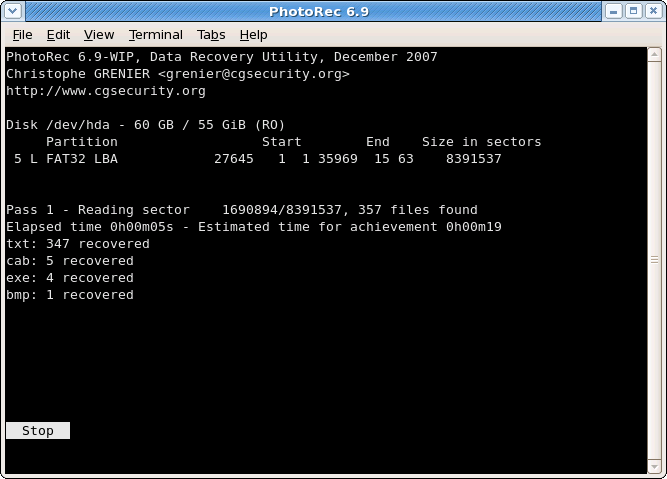 PhotoRec 6.9
File Edit View Terminal Tabs Help
PhotoRec 6.9-WIP, Data Recovery Utility, December 2007
Christophe GRENIER <grenier@cgsecurity.org>
http://www.cgsecurity.org
Disk /dev/hda - 60 GB / 55 GiB (RO)
     Partition                  Start        End    Size in sectors
 5 L FAT32 LBA            27645   1  1 35969  15 63    8391537
Pass 1 - Reading sector    1690894/8391537, 357 files found
Elapsed time 0h00m05s - Estimated time for achievement 0h00m19
txt: 347 recovered
cab: 5 recovered
exe: 4 recovered
bmp: 1 recovered
Stop